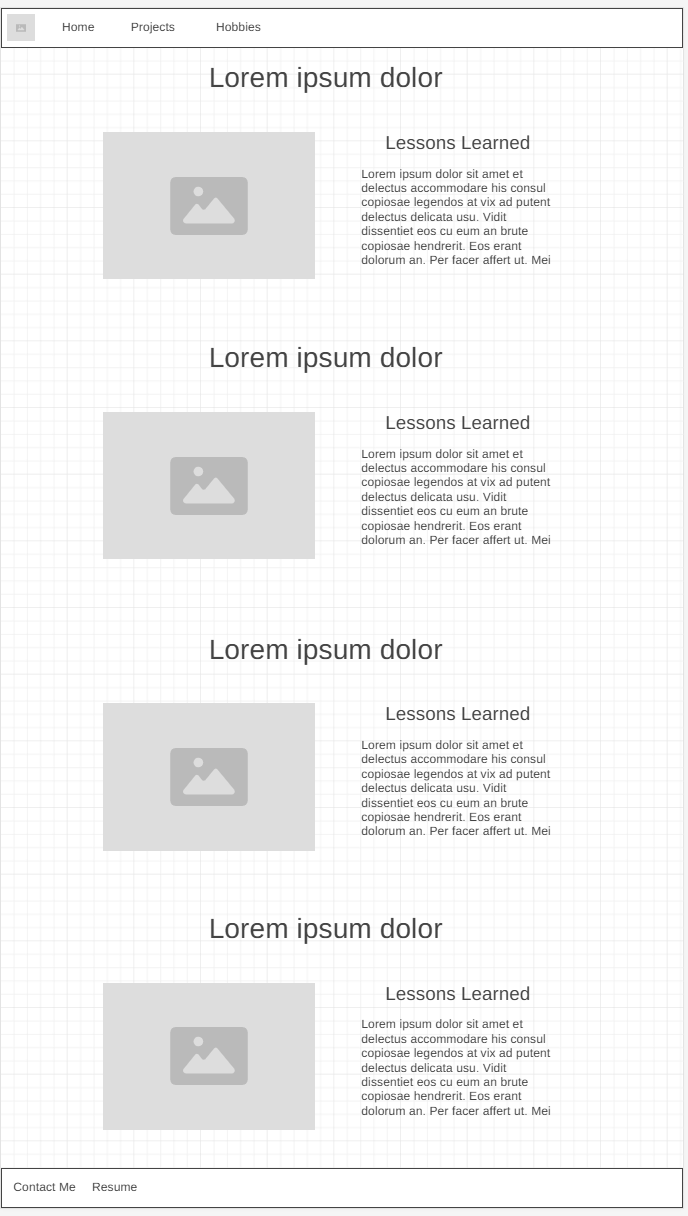 Home Projects Hobbies
Lorem ipsum dolor
Lessons Learned
Lorem ipsum dolor sit amet et
delectus accommodare his consul
copiosae legendos at vix ad putent
delectus delicata usu. Vidit
dissentiet eos cu eum an brute
copiosae hendrerit. Eos erant
dolorum an. Per facer affert ut. Mei
Lorem ipsum dolor
Lessons Learned
Lorem ipsum dolor sit amet et
delectus accommodare his consul
copiosae legendos at vix ad putent
delectus delicata usu. Vidit
dissentiet eos cu eum an brute
copiosae hendrerit. Eos erant
dolorum an. Per facer affert ut. Mei
Lorem ipsum dolor
Lessons Learned
Lorem ipsum dolor sit amet et
delectus accommodare his consul
copiosae legendos at vix ad putent
delectus delicata usu. Vidit
dissentiet eos cu eum an brute
copiosae hendrerit. Eos erant
dolorum an. Per facer affert ut. Mei
Lorem ipsum dolor
Lessons Learned
Lorem ipsum dolor sit amet et
delectus accommodare his consul
copiosae legendos at vix ad putent
delectus delicata usu. Vidit
dissentiet eos cu eum an brute
copiosae hendrerit. Eos erant
dolorum an. Per facer affert ut. Mei
Contact Me Resume